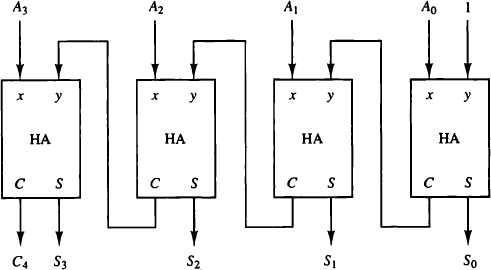 A₃ A₂ A₁ A₀ 1
x y x y x y x y
HA HA HA HA
C S C S C S C S
C₄ S₃ S₂ S₁ S₀